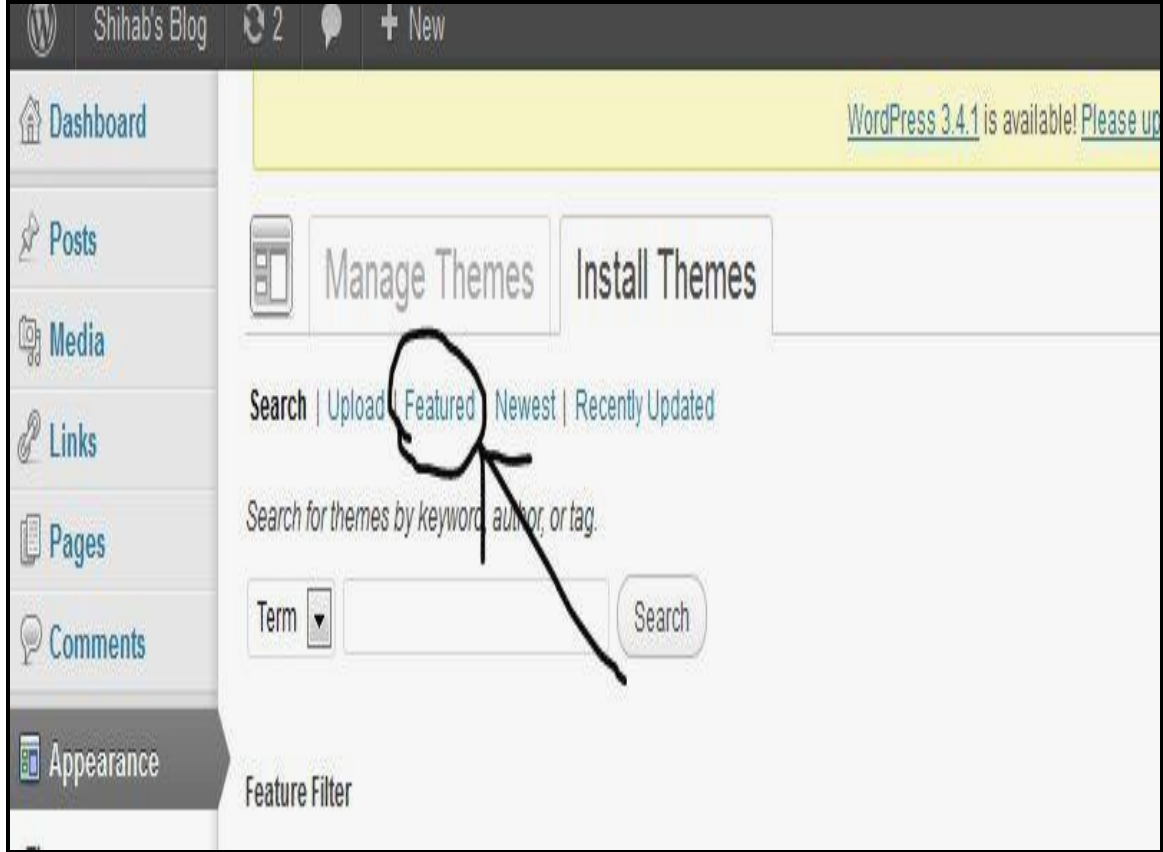 Shihab's Blog 2 New
WordPress 3.4.1 is available! Please up
Dashboard
Posts
Media
Links
Pages
Comments
Appearance
Manage Themes Install Themes
Search | Upload | Featured | Newest | Recently Updated
Search for themes by keyword, author, or tag.
Term Search
Feature Filter